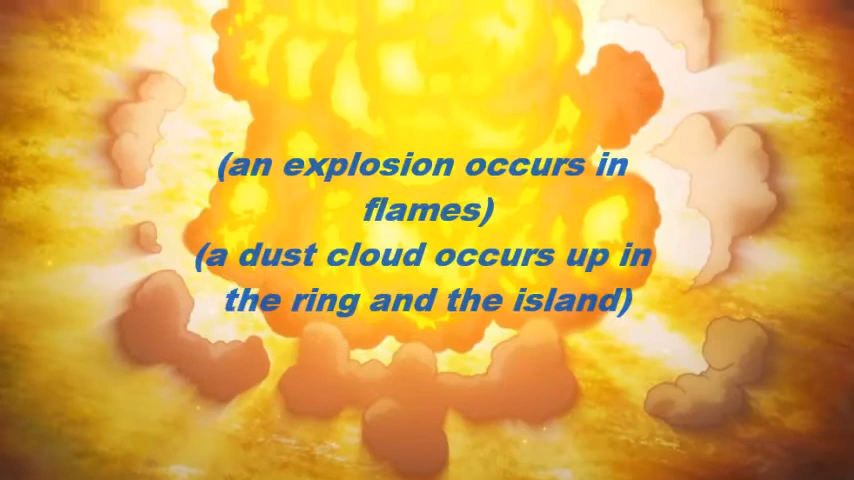 (an explosion occurs in
flames)
(a dust cloud occurs up in
the ring and the island)